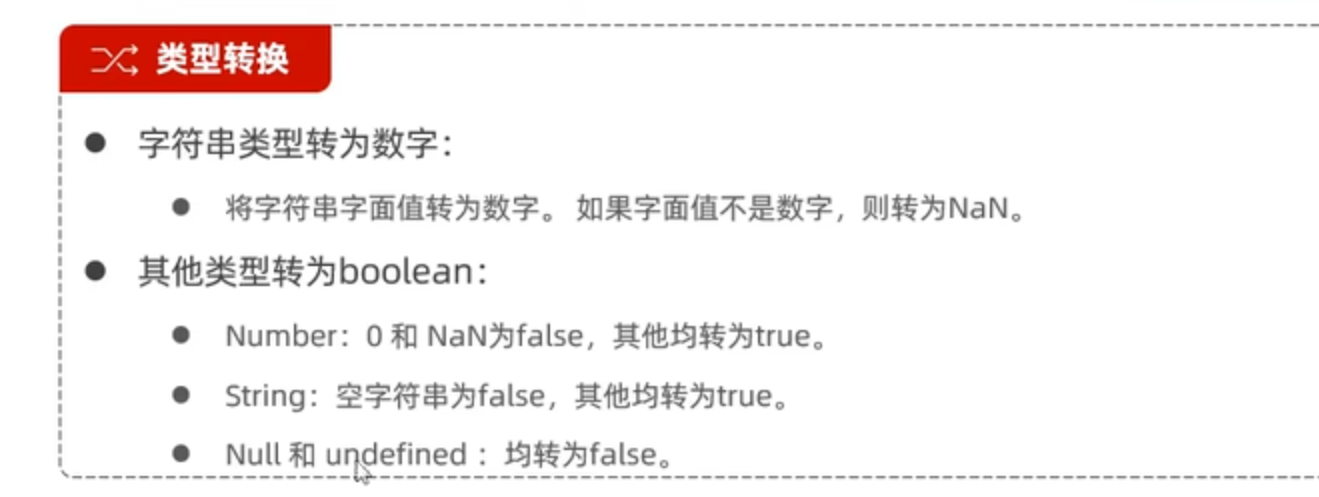 类型转换
字符串类型转为数字：
将字符串字面值转为数字。 如果字面值不是数字，则转为NaN。
其他类型转为boolean：
Number：0 和 NaN为false，其他均转为true。
String：空字符串为false，其他均转为true。
Null 和 undefined ：均转为false。